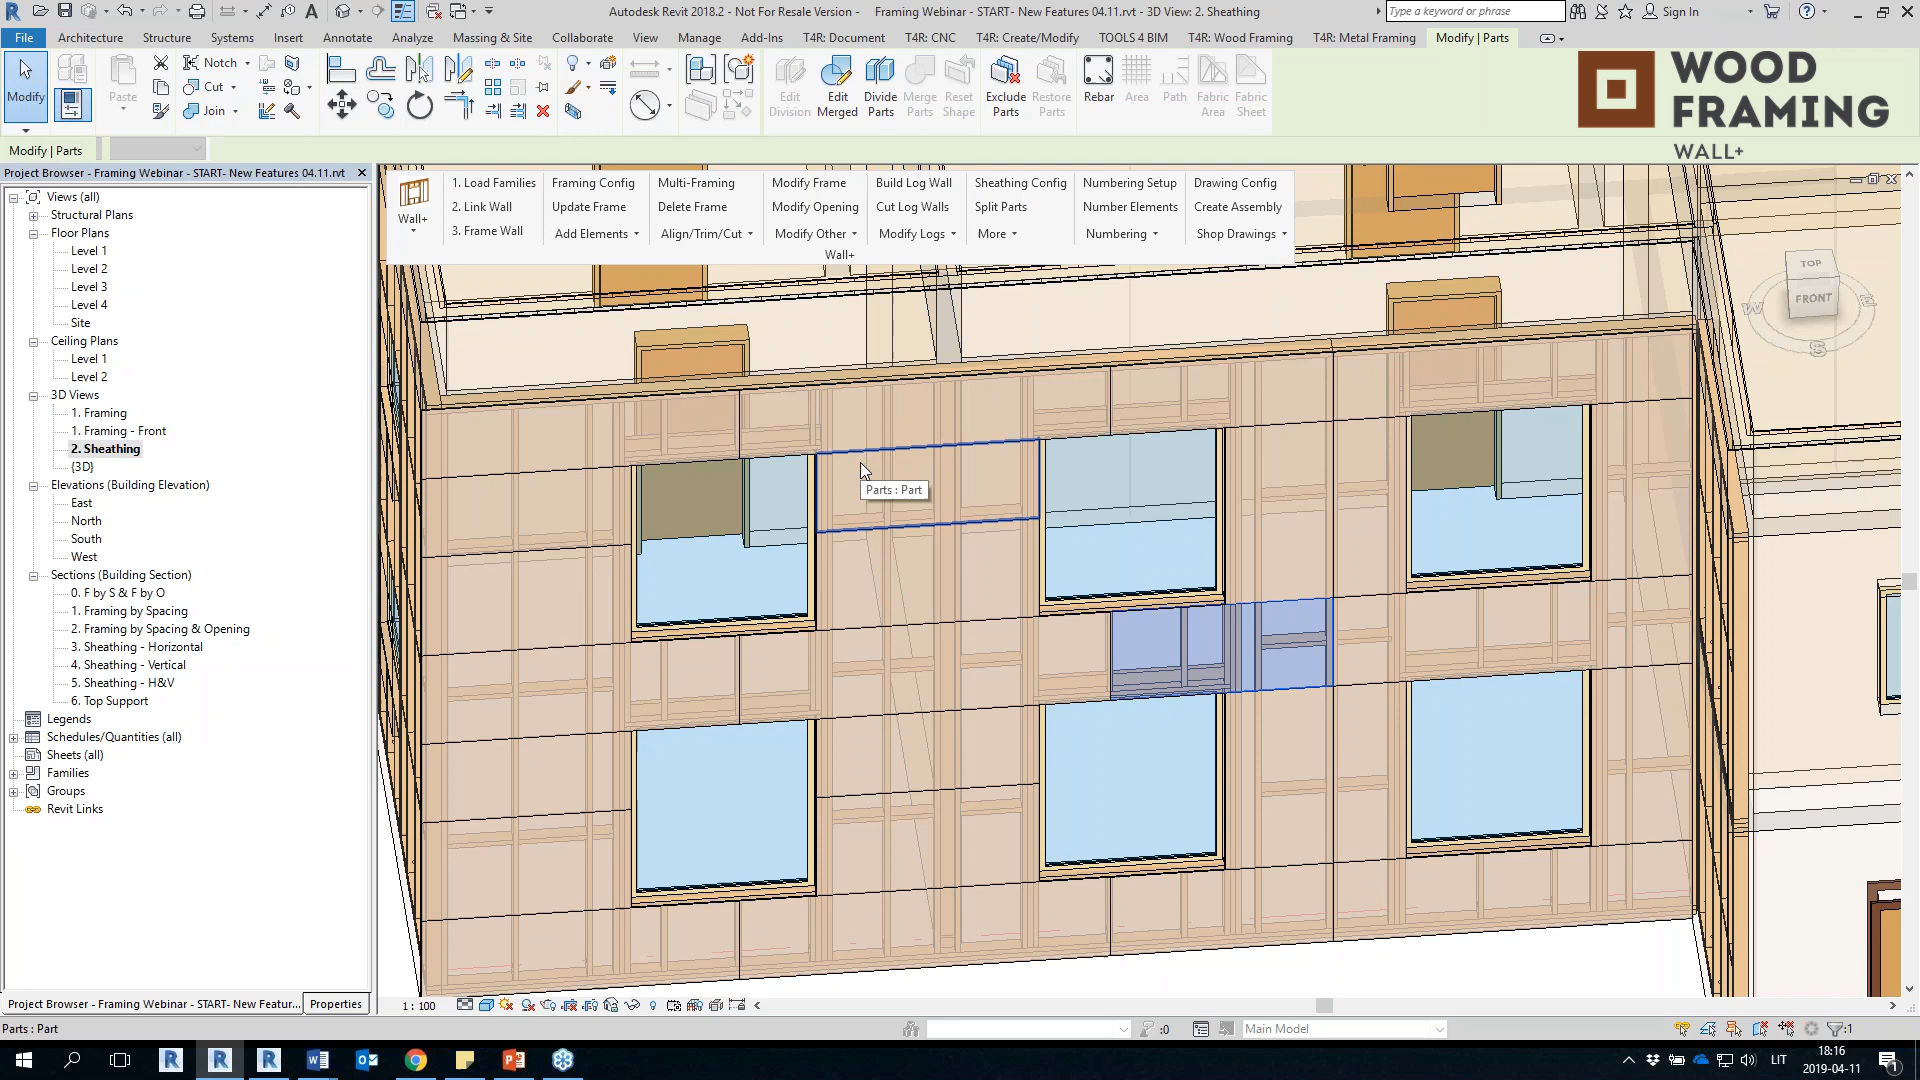 Autodesk Revit 2018.2 - Not For Resale Version -    Framing Webinar - START- New Features 04.11.rvt - 3D View: 2. Sheathing
Type a keyword or phrase
Sign In
File Architecture Structure Systems Insert Annotate Analyze Massing & Site Collaborate View Manage Add-Ins T4R: Document T4R: CNC T4R: Create/Modify TOOLS 4 BIM T4R: Wood Framing T4R: Metal Framing Modify | Parts
Modify
Paste
Notch
Cut
Join
Edit Division
Edit Merged
Divide Parts
Merge Parts
Reset Shape
Exclude Parts
Restore Parts
Rebar
Area
Path
Fabric Area
Fabric Sheet
WOOD
FRAMING
WALL+
Modify | Parts
Project Browser - Framing Webinar - START- New Features 04.11.rvt
Views (all)
Structural Plans
Floor Plans
Level 1
Level 2
Level 3
Level 4
Site
Ceiling Plans
Level 1
Level 2
3D Views
1. Framing
1. Framing - Front
2. Sheathing
{3D}
Elevations (Building Elevation)
East
North
South
West
Sections (Building Section)
0. F by S & F by O
1. Framing by Spacing
2. Framing by Spacing & Opening
3. Sheathing - Horizontal
4. Sheathing - Vertical
5. Sheathing - H&V
6. Top Support
Legends
Schedules/Quantities (all)
Sheets (all)
Families
Groups
Revit Links
Wall+
1. Load Families
2. Link Wall
3. Frame Wall
Framing Config
Update Frame
Add Elements
Multi-Framing
Delete Frame
Align/Trim/Cut
Modify Frame
Modify Opening
Modify Other
Build Log Wall
Cut Log Walls
Modify Logs
Sheathing Config
Split Parts
More
Numbering Setup
Number Elements
Numbering
Drawing Config
Create Assembly
Shop Drawings
Wall+
TOP
FRONT
W
E
S
Parts : Part
Project Browser - Framing Webinar - START- New Featur...
Properties
1 : 100
Parts : Part
:0
Main Model
:1
LIT
18:16
2019-04-11
1